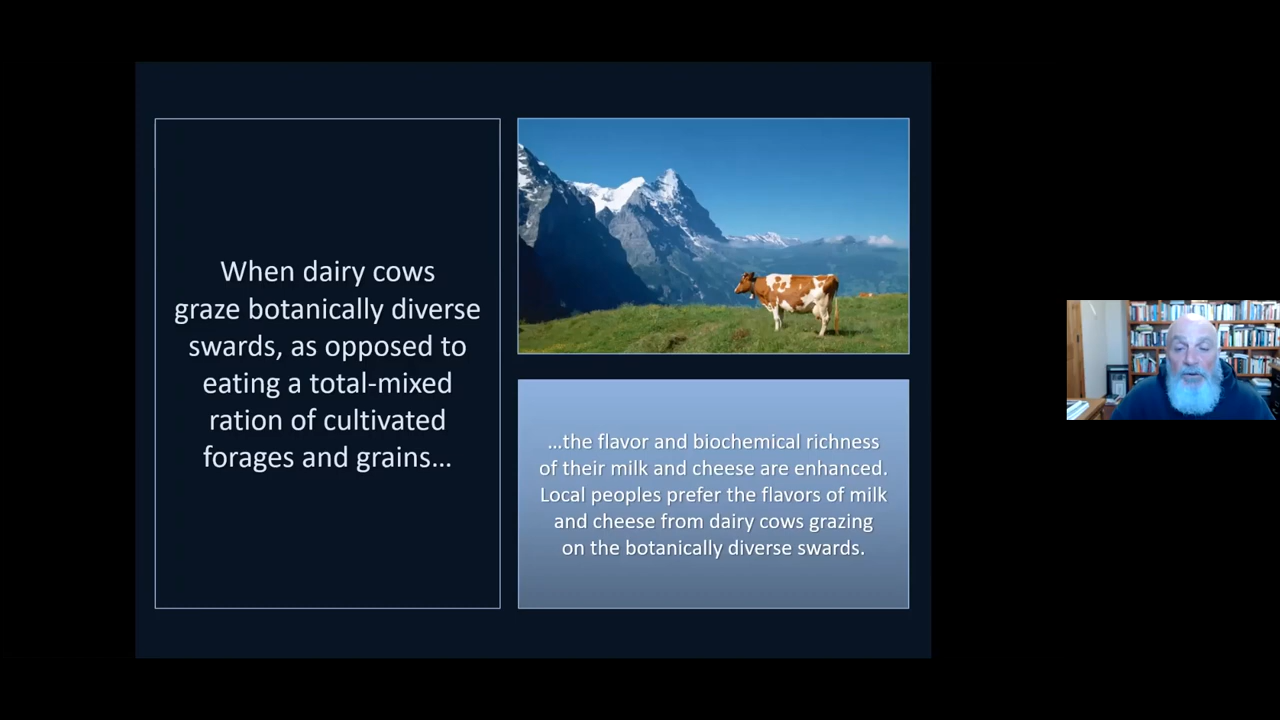 When dairy cows
graze botanically diverse
swards, as opposed to
eating a total-mixed
ration of cultivated
forages and grains…
…the flavor and biochemical richness
of their milk and cheese are enhanced.
Local peoples prefer the flavors of milk
and cheese from dairy cows grazing
on the botanically diverse swards.